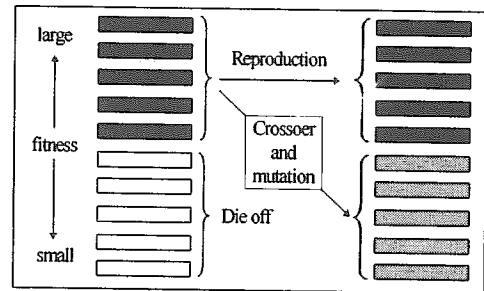 large
Reproduction
Crossoer
and
mutation
fitness
Die off
small